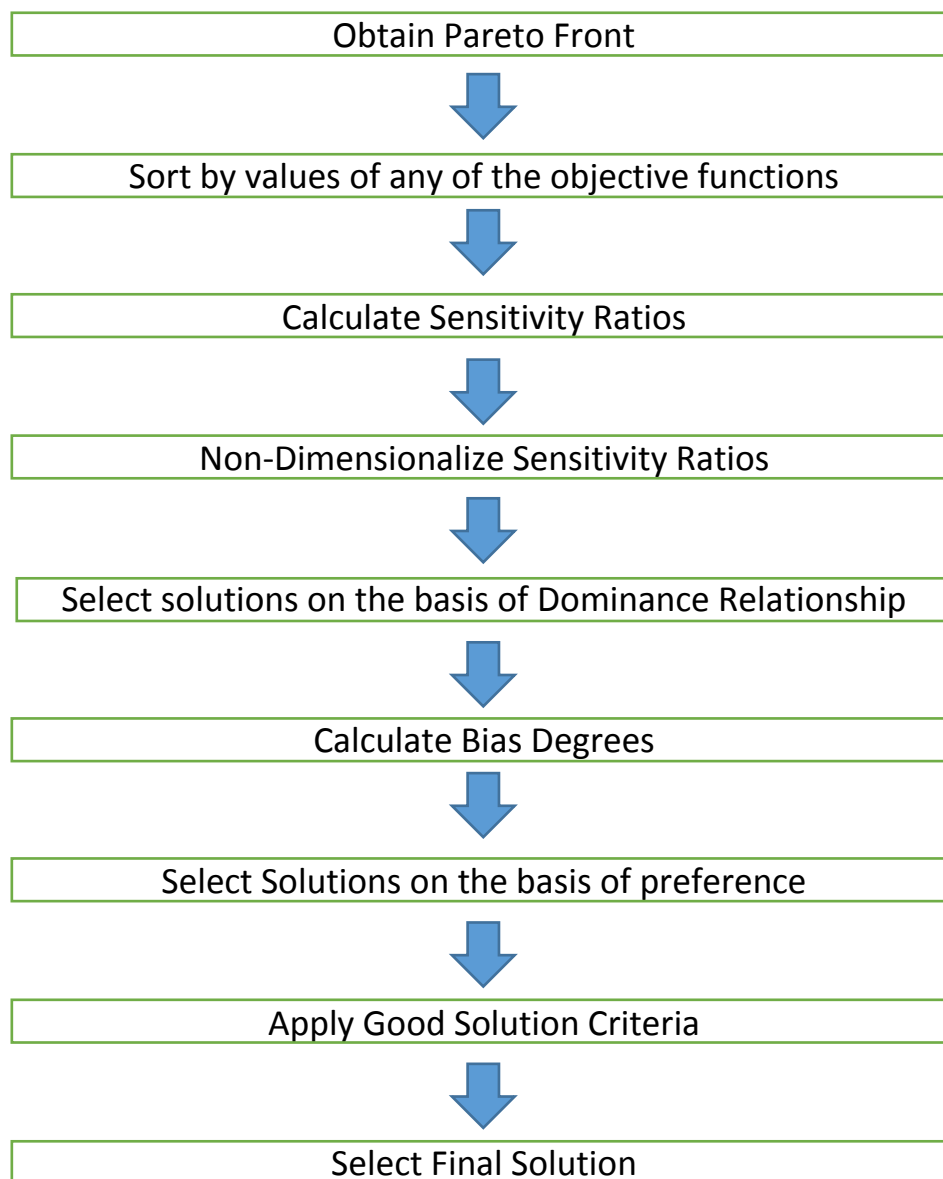 Obtain Pareto Front
Sort by values of any of the objective functions
Calculate Sensitivity Ratios
Non-Dimensionalize Sensitivity Ratios
Select solutions on the basis of Dominance Relationship
Calculate Bias Degrees
Select Solutions on the basis of preference
Apply Good Solution Criteria
Select Final Solution